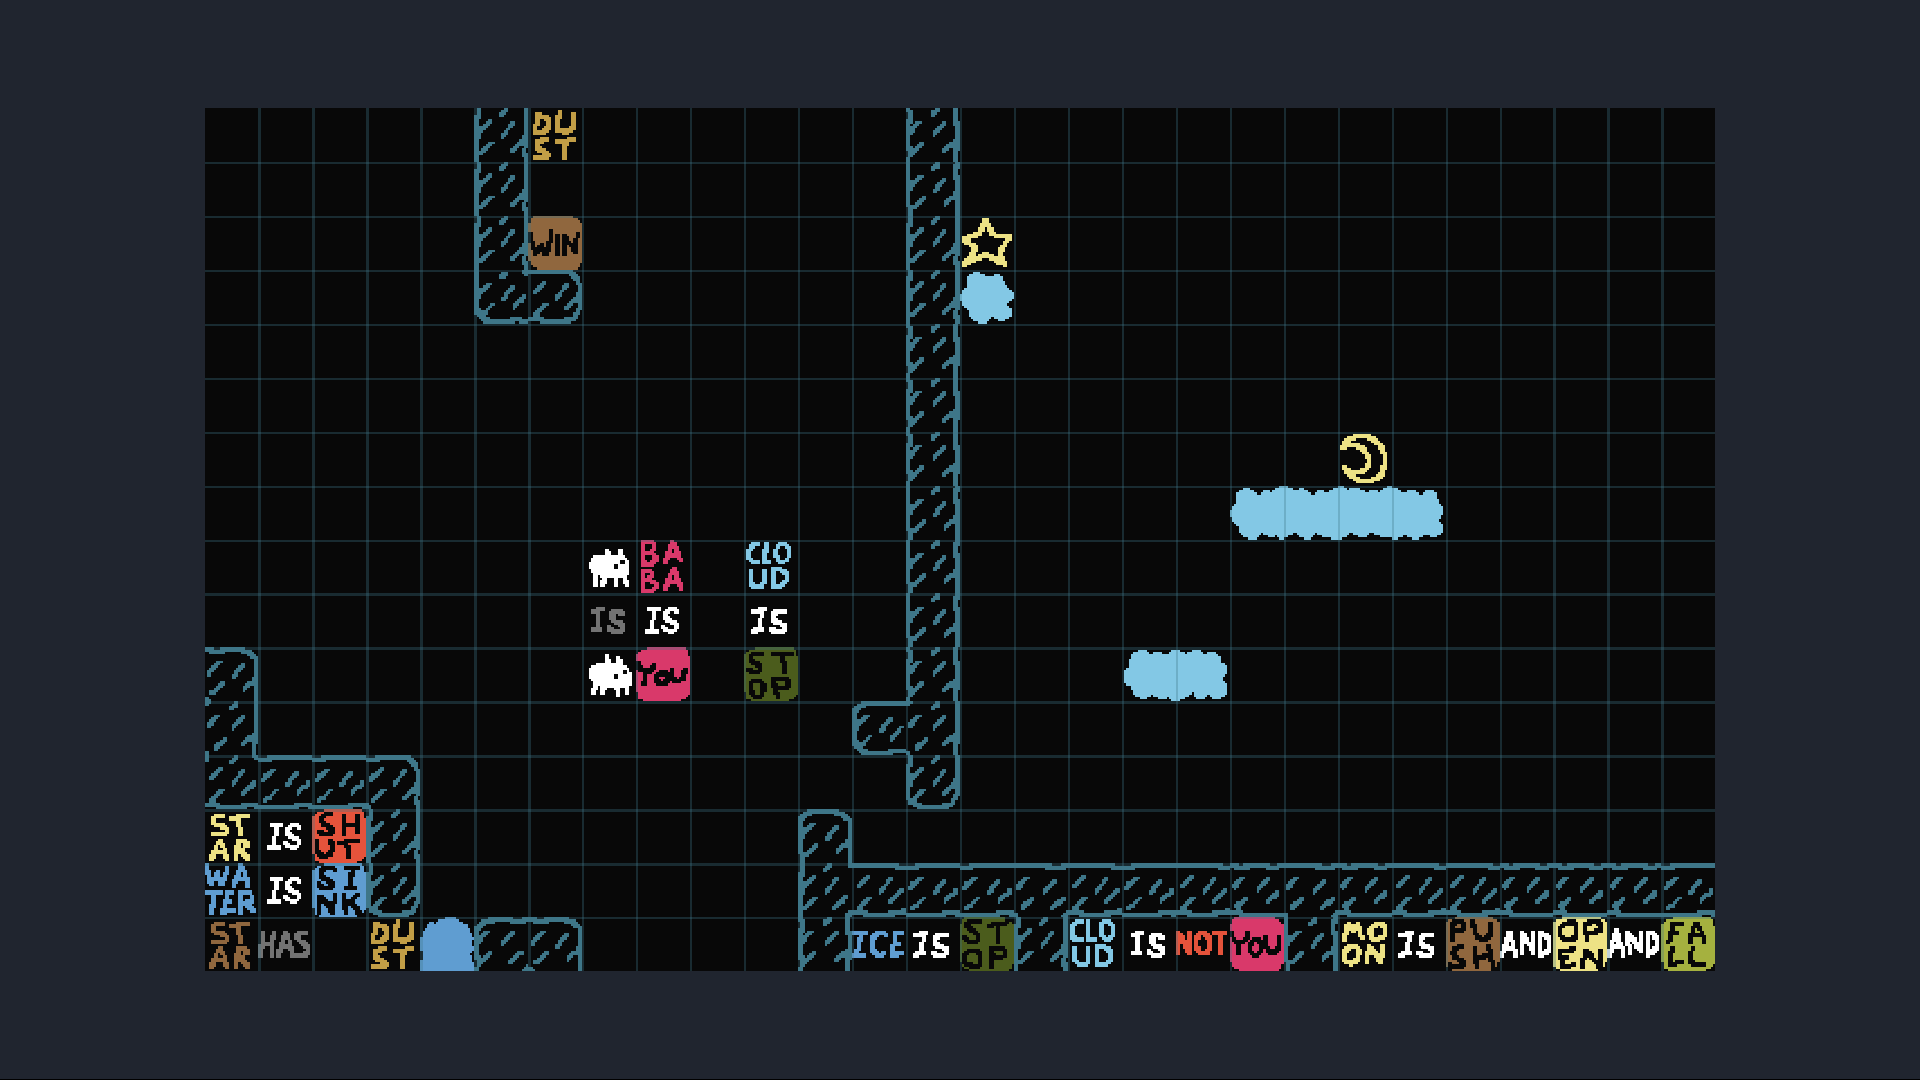 DUST
WIN
BABA CLOUD
IS IS IS
YOU STOP
STAR IS SHUT
WATER IS SINK
STAR HAS DUST ICE IS STOP CLOUD IS NOT YOU MOON IS PUSH AND OPEN AND FALL